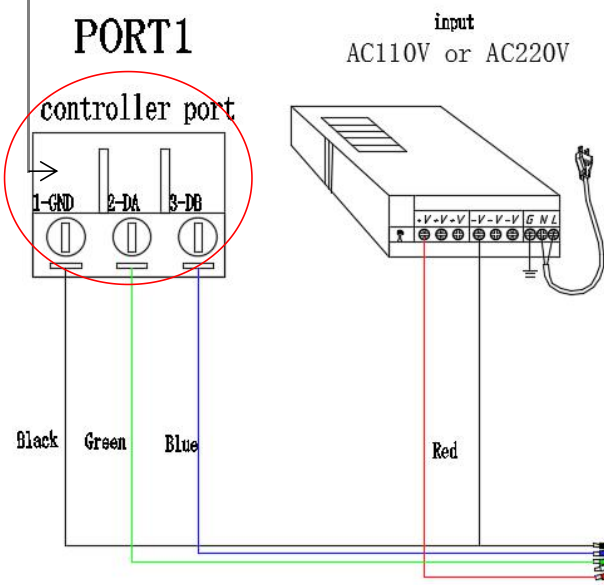 PORT1
controller port
1-GND 2-DA 3-DB
input
AC110V or AC220V
+V+V+V -V-V-V G N L
Black
Green
Blue
Red